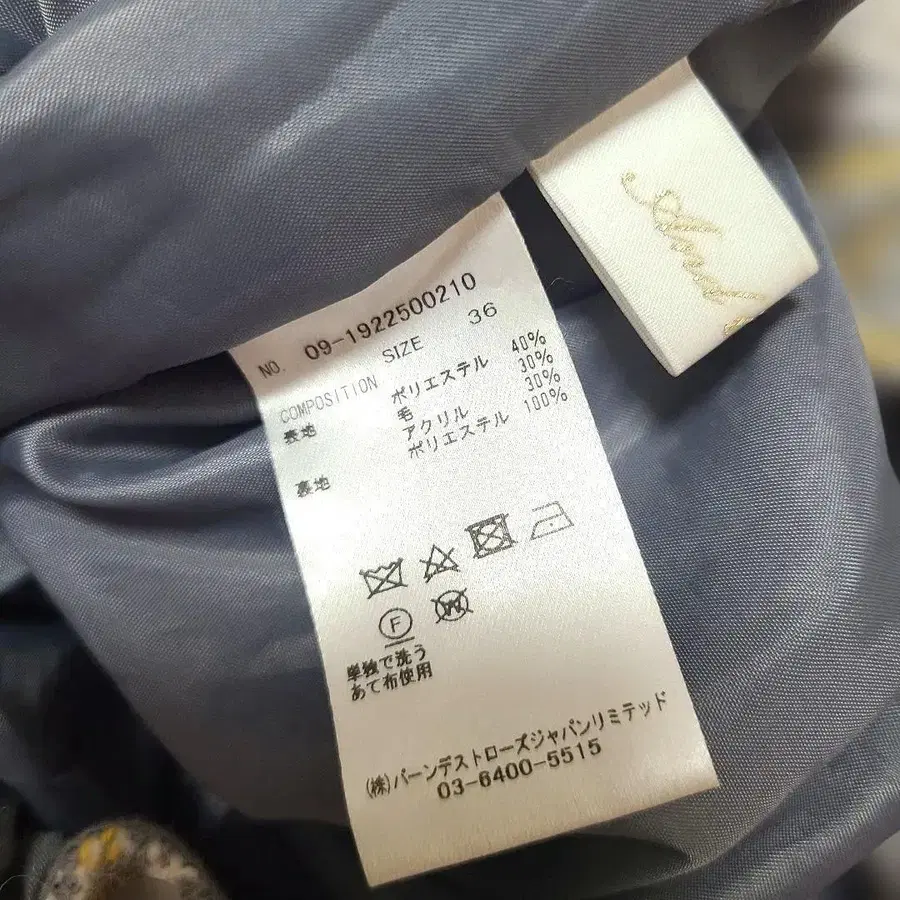 NO. 09-1922500210
SIZE 36
COMPOSITION
表地 ポリエステル 40%
毛 30%
アクリル 30%
裏地 ポリエステル 100%
F
W
単独で洗う
あて布使用
(株)バーンデストローズジャパンリミテッド
03-6400-5515